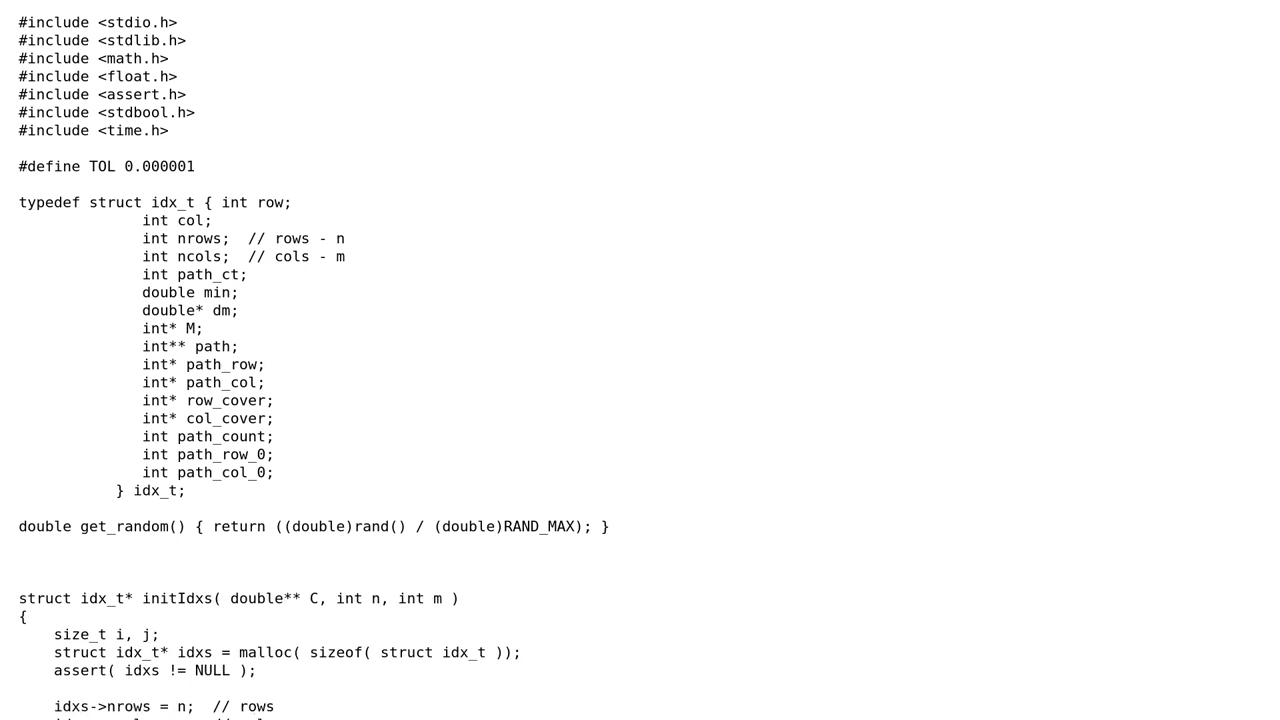 #include <stdio.h>
#include <stdlib.h>
#include <math.h>
#include <float.h>
#include <assert.h>
#include <stdbool.h>
#include <time.h>

#define TOL 0.000001

typedef struct idx_t { int row;
              int col;
              int nrows;  // rows - n
              int ncols;  // cols - m
              int path_ct;
              double min;
              double* dm;
              int* M;
              int** path;
              int* path_row;
              int* path_col;
              int* row_cover;
              int* col_cover;
              int path_count;
              int path_row_0;
              int path_col_0;
           } idx_t;

double get_random() { return ((double)rand() / (double)RAND_MAX); }

struct idx_t* initIdxs( double** C, int n, int m )
{
    size_t i, j;
    struct idx_t* idxs = malloc( sizeof( struct idx_t ));
    assert( idxs != NULL );

    idxs->nrows = n;  // rows